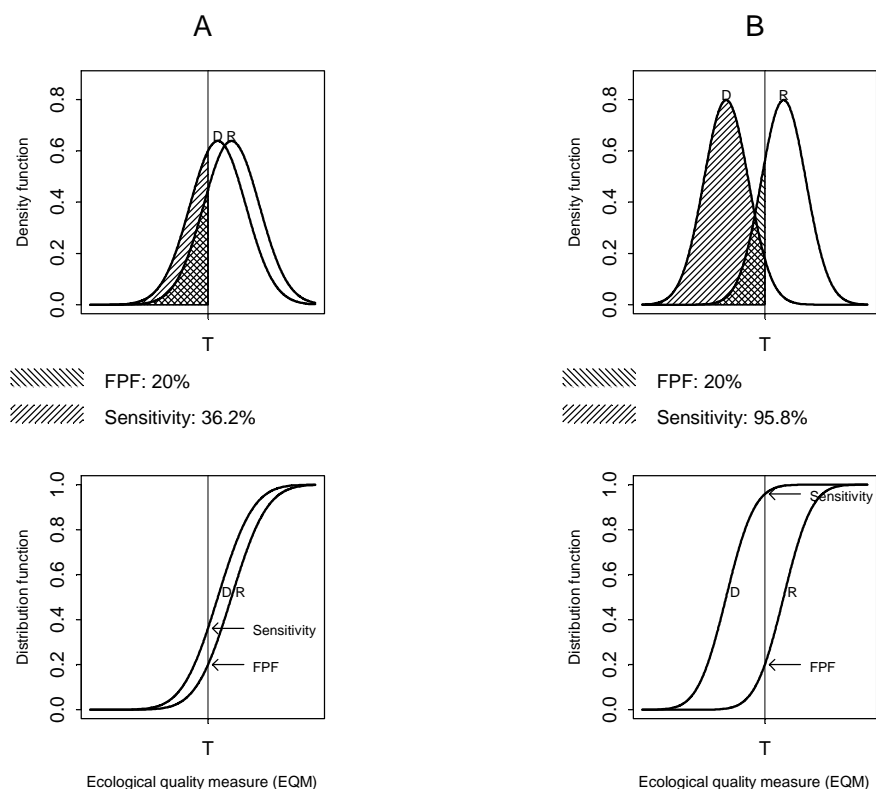 A
Density function
0.0 0.2 0.4 0.6 0.8
D R
T
FPF: 20%
Sensitivity: 36.2%
Distribution function
0.0 0.2 0.4 0.6 0.8 1.0
D R
Sensitivity
FPF
T
Ecological quality measure (EQM)
B
Density function
0.0 0.2 0.4 0.6 0.8
D R
T
FPF: 20%
Sensitivity: 95.8%
Distribution function
0.0 0.2 0.4 0.6 0.8 1.0
Sensitivity
D R
FPF
T
Ecological quality measure (EQM)